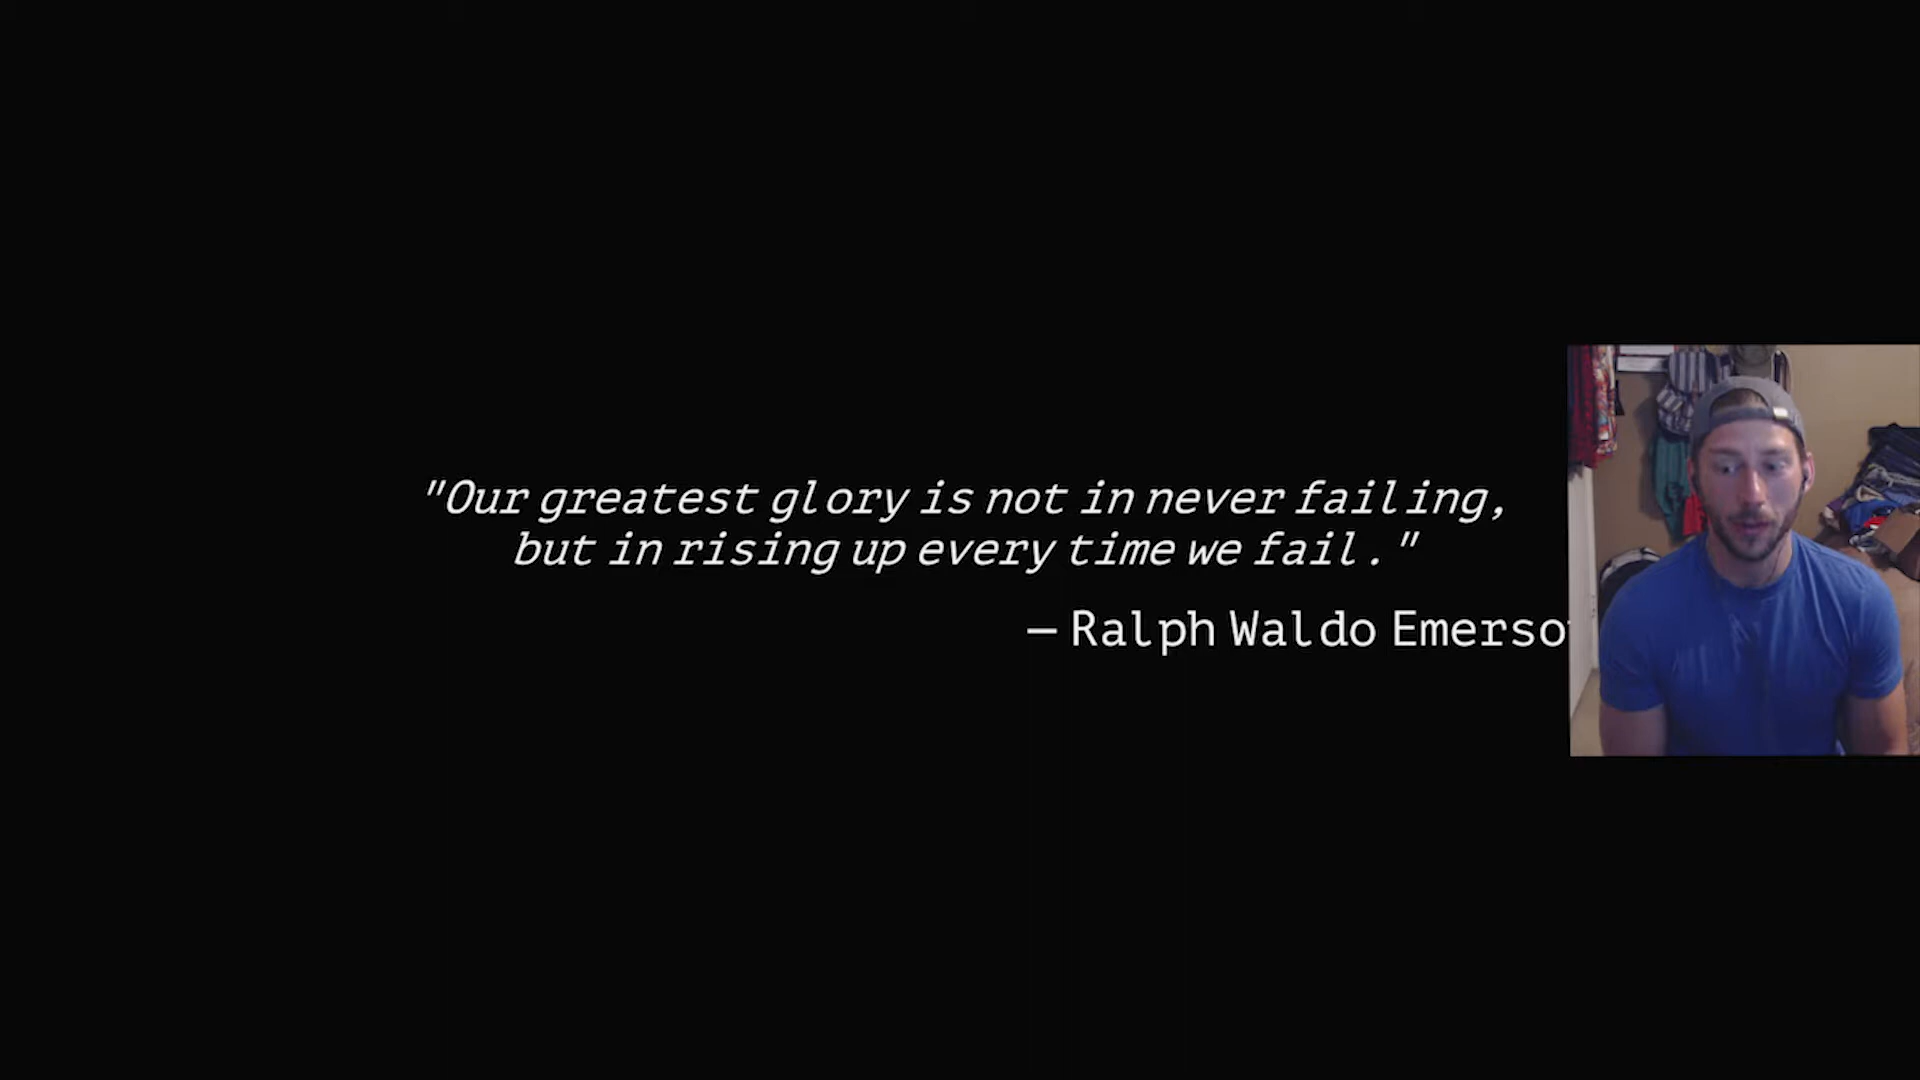 "Our greatest glory is not in never failing,
but in rising up every time we fail."
— Ralph Waldo Emerso